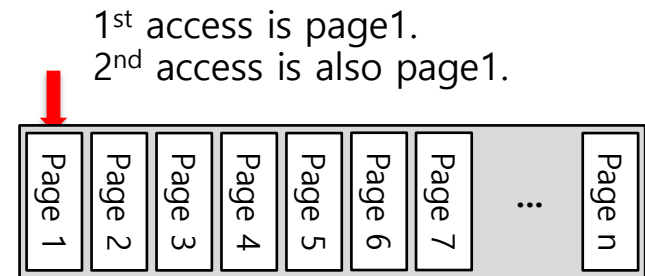 1st access is page1.
2nd access is also page1.
Page 1
Page 2
Page 3
Page 4
Page 5
Page 6
Page 7
...
Page n